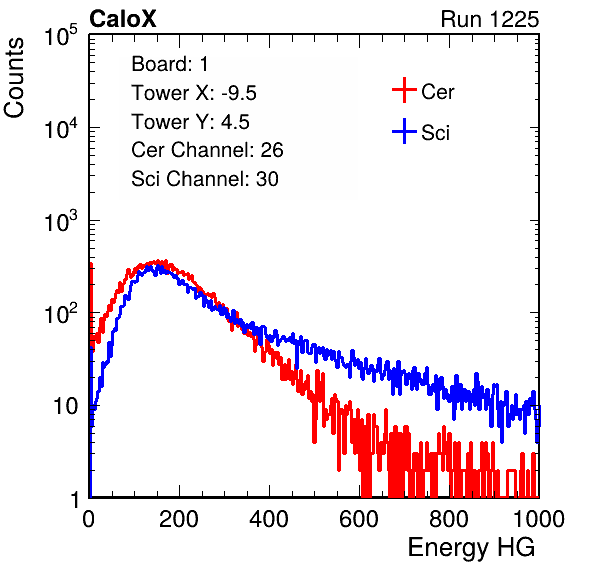 CaloX Run 1225
Counts
Board: 1
Tower X: -9.5
Tower Y: 4.5
Cer Channel: 26
Sci Channel: 30
Cer
Sci
10^5
10^4
10^3
10^2
10
1
0 200 400 600 800 1000
Energy HG